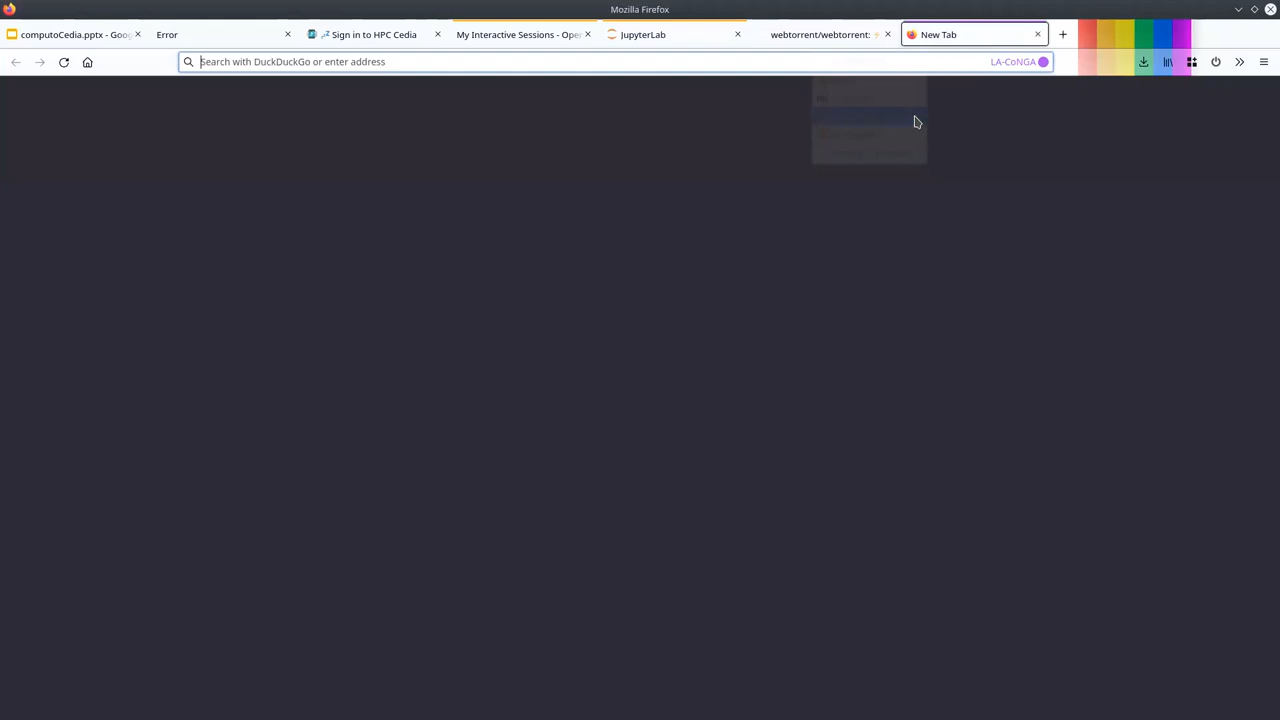 Mozilla Firefox
computoCedia.pptx - Goog
Error
Sign in to HPC Cedia
My Interactive Sessions - Ope
JupyterLab
webtorrent/webtorrent:
New Tab
Search with DuckDuckGo or enter address
LA-CoNGA